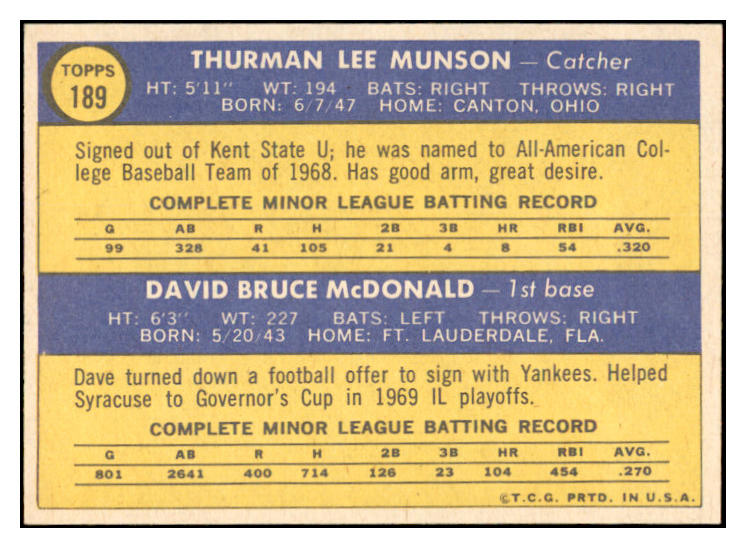 TOPPS
189
THURMAN LEE MUNSON — Catcher
HT: 5'11" WT: 194 BATS: RIGHT THROWS: RIGHT
BORN: 6/7/47 HOME: CANTON, OHIO
Signed out of Kent State U; he was named to All-American Col-
lege Baseball Team of 1968. Has good arm, great desire.
COMPLETE MINOR LEAGUE BATTING RECORD
G AB R H 2B 3B HR RBI AVG.
99 328 41 105 21 4 8 54 .320
DAVID BRUCE McDONALD — 1st base
HT: 6'3" WT: 227 BATS: LEFT THROWS: RIGHT
BORN: 5/20/43 HOME: FT. LAUDERDALE, FLA.
Dave turned down a football offer to sign with Yankees. Helped
Syracuse to Governor's Cup in 1969 IL playoffs.
COMPLETE MINOR LEAGUE BATTING RECORD
G AB R H 2B 3B HR RBI AVG.
801 2641 400 714 126 23 104 454 .270
©T.C.G. PRTD. IN U.S.A.